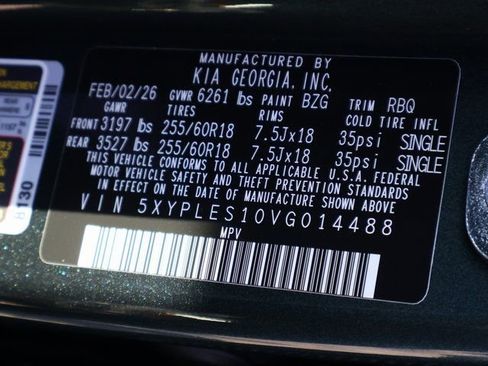 MANUFACTURED BY
KIA GEORGIA, INC.
FEB/02/26 GVWR 6261 lbs PAINT BZG TRIM RBQ
GAWR TIRES RIMS COLD TIRE INFL
FRONT 3197 lbs 255/60R18 7.5Jx18 35psi SINGLE
REAR 3527 lbs 255/60R18 7.5Jx18 35psi SINGLE
THIS VEHICLE CONFORMS TO ALL APPLICABLE U.S.A. FEDERAL
MOTOR VEHICLE SAFETY AND THEFT PREVENTION STANDARDS
IN EFFECT ON THE DATE OF MANUFACTURE SHOWN ABOVE
VIN 5XYPLES10VG014488
MPV
8130